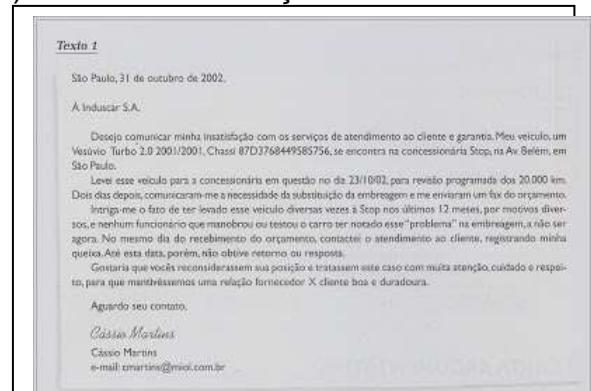 Texto 1
São Paulo, 31 de outubro de 2002.
À Induscar S.A.
Desejo comunicar minha insatisfação com os serviços de atendimento ao cliente e garantia. Meu veículo, um
Vesúvio Turbo 2.0 2001/2001, Chassi 87D3768449585756, se encontra na concessionária Stop, na Av. Belém, em
São Paulo.
Levei esse veículo para a concessionária em questão no dia 23/10/02, para revisão programada dos 20.000 km.
Dois dias depois, comunicaram-me a necessidade da substituição da embreagem e me enviaram um fax do orçamento.
Intriga-me o fato de ter levado esse veículo diversas vezes à Stop nos últimos 12 meses, por motivos diver-
sos, e nenhum funcionário que manobrou ou testou o carro ter notado esse "problema" na embreagem, a não ser
agora. No mesmo dia do recebimento do orçamento, contactei o atendimento ao cliente, registrando minha
queixa. Até esta data, porém, não obtive retorno ou resposta.
Gostaria que vocês reconsiderassem sua posição e tratassem este caso com muita atenção, cuidado e respei-
to, para que mantivéssemos uma relação fornecedor X cliente boa e duradoura.
Aguardo seu contato.
Cássio Martins
Cássio Martins
e-mail: cmartins@miol.com.br